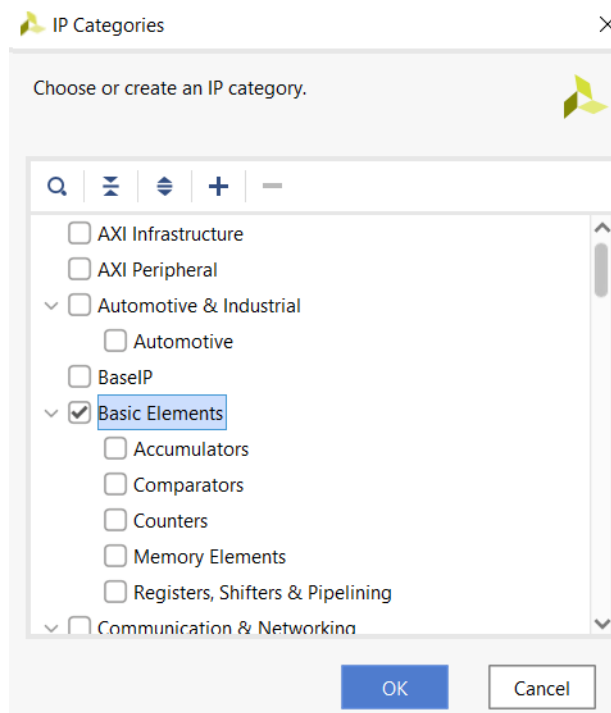 IP Categories
Choose or create an IP category.
AXI Infrastructure
AXI Peripheral
Automotive & Industrial
Automotive
BaseIP
Basic Elements
Accumulators
Comparators
Counters
Memory Elements
Registers, Shifters & Pipelining
Communication & Networking
OK
Cancel